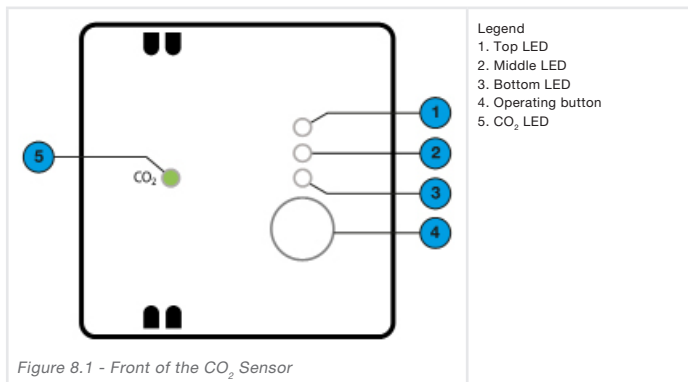 1
2
3
4
5
CO₂
Figure 8.1 - Front of the CO₂ Sensor
Legend
1. Top LED
2. Middle LED
3. Bottom LED
4. Operating button
5. CO₂ LED